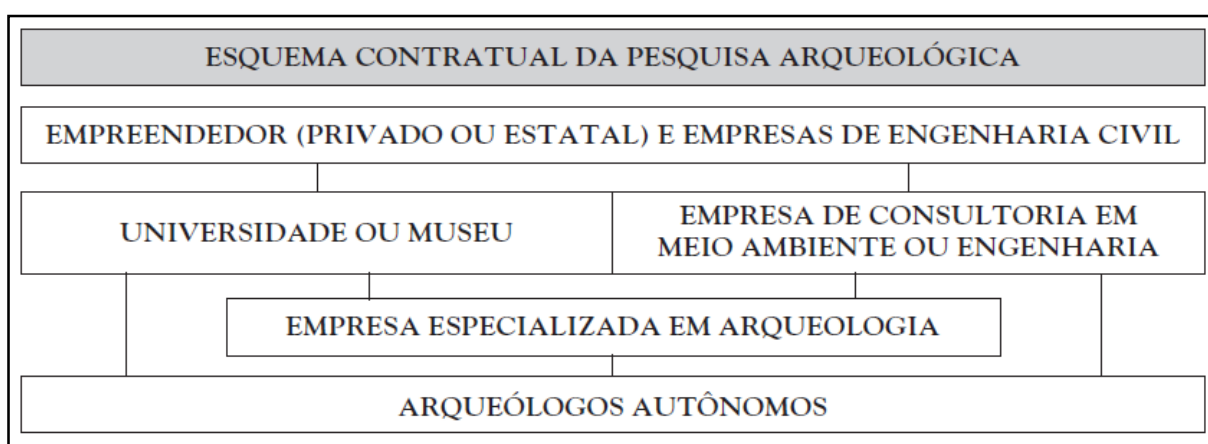 ESQUEMA CONTRATUAL DA PESQUISA ARQUEOLÓGICA
EMPREENDEDOR (PRIVADO OU ESTATAL) E EMPRESAS DE ENGENHARIA CIVIL
UNIVERSIDADE OU MUSEU
EMPRESA DE CONSULTORIA EM
MEIO AMBIENTE OU ENGENHARIA
EMPRESA ESPECIALIZADA EM ARQUEOLOGIA
ARQUEÓLOGOS AUTÔNOMOS